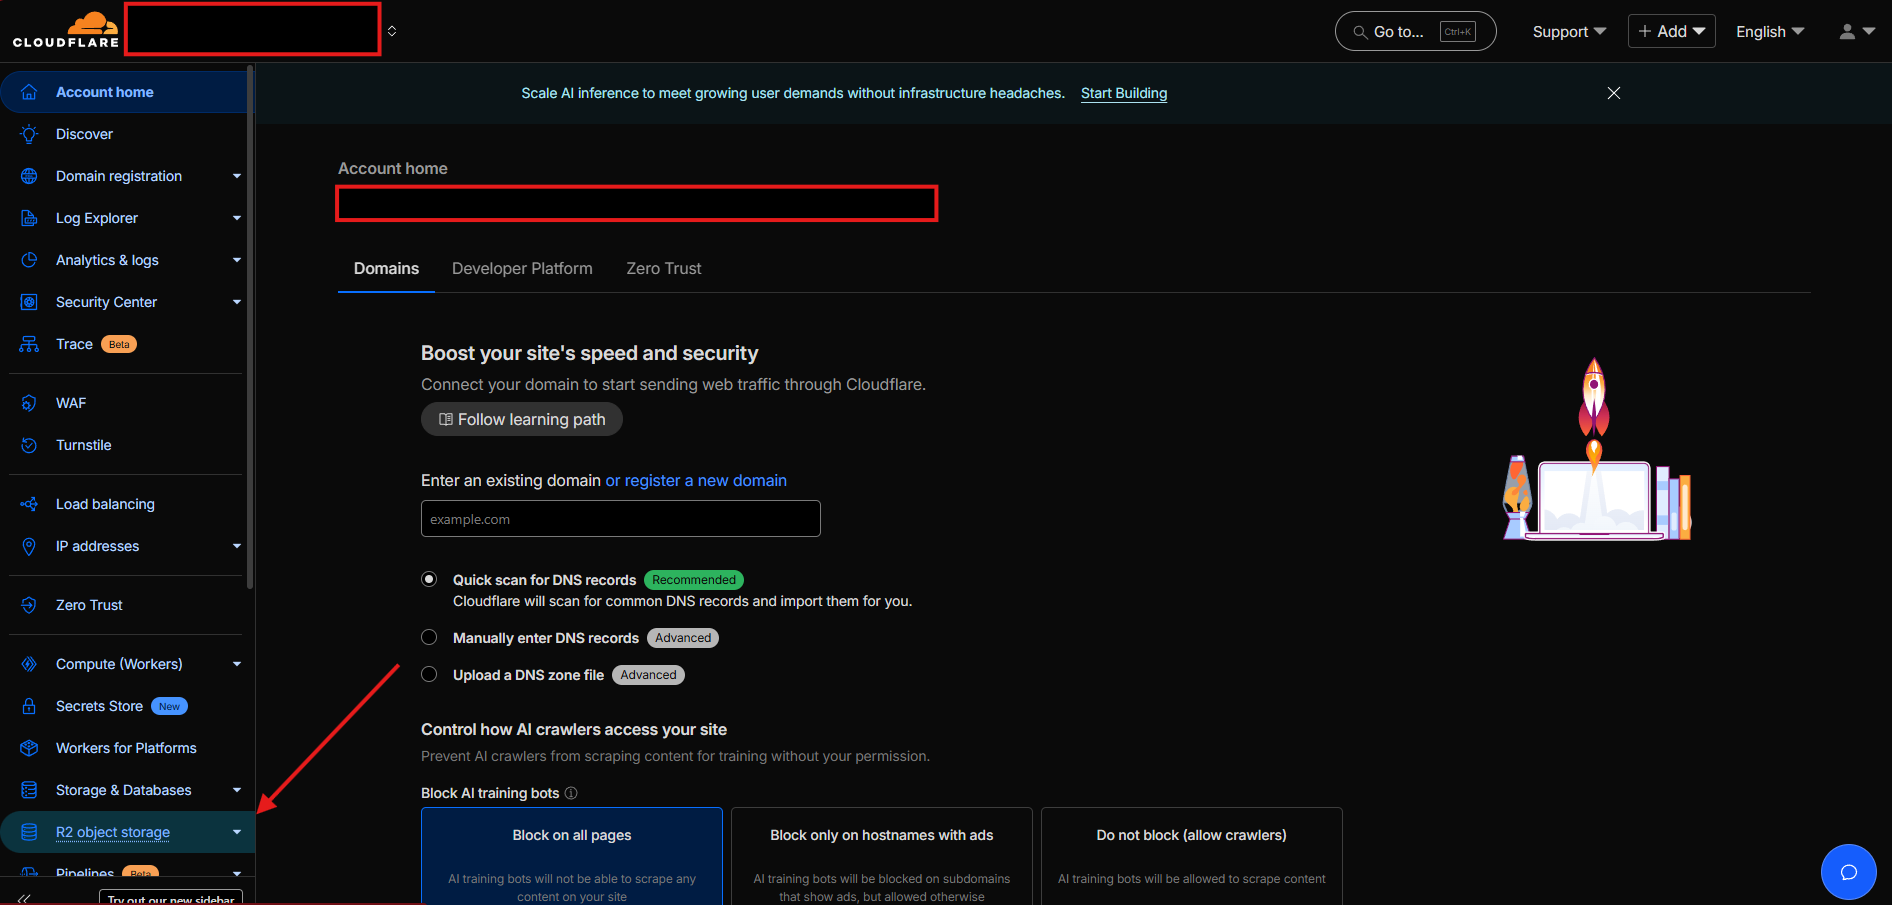 CLOUDFLARE
Go to... Ctrl+K
Support
+ Add
English
Account home
Discover
Domain registration
Log Explorer
Analytics & logs
Security Center
Trace Beta
WAF
Turnstile
Load balancing
IP addresses
Zero Trust
Compute (Workers)
Secrets Store New
Workers for Platforms
Storage & Databases
R2 object storage
Pipelines Beta
Try out our new sidebar
Scale AI inference to meet growing user demands without infrastructure headaches. Start Building
Account home
Domains Developer Platform Zero Trust
Boost your site's speed and security
Connect your domain to start sending web traffic through Cloudflare.
Follow learning path
Enter an existing domain or register a new domain
example.com
Quick scan for DNS records Recommended
Cloudflare will scan for common DNS records and import them for you.
Manually enter DNS records Advanced
Upload a DNS zone file Advanced
Control how AI crawlers access your site
Prevent AI crawlers from scraping content for training without your permission.
Block AI training bots
Block on all pages
AI training bots will not be able to scrape any
content on your site
Block only on hostnames with ads
AI training bots will be blocked on subdomains
that show ads, but allowed otherwise
Do not block (allow crawlers)
AI training bots will be allowed to scrape content